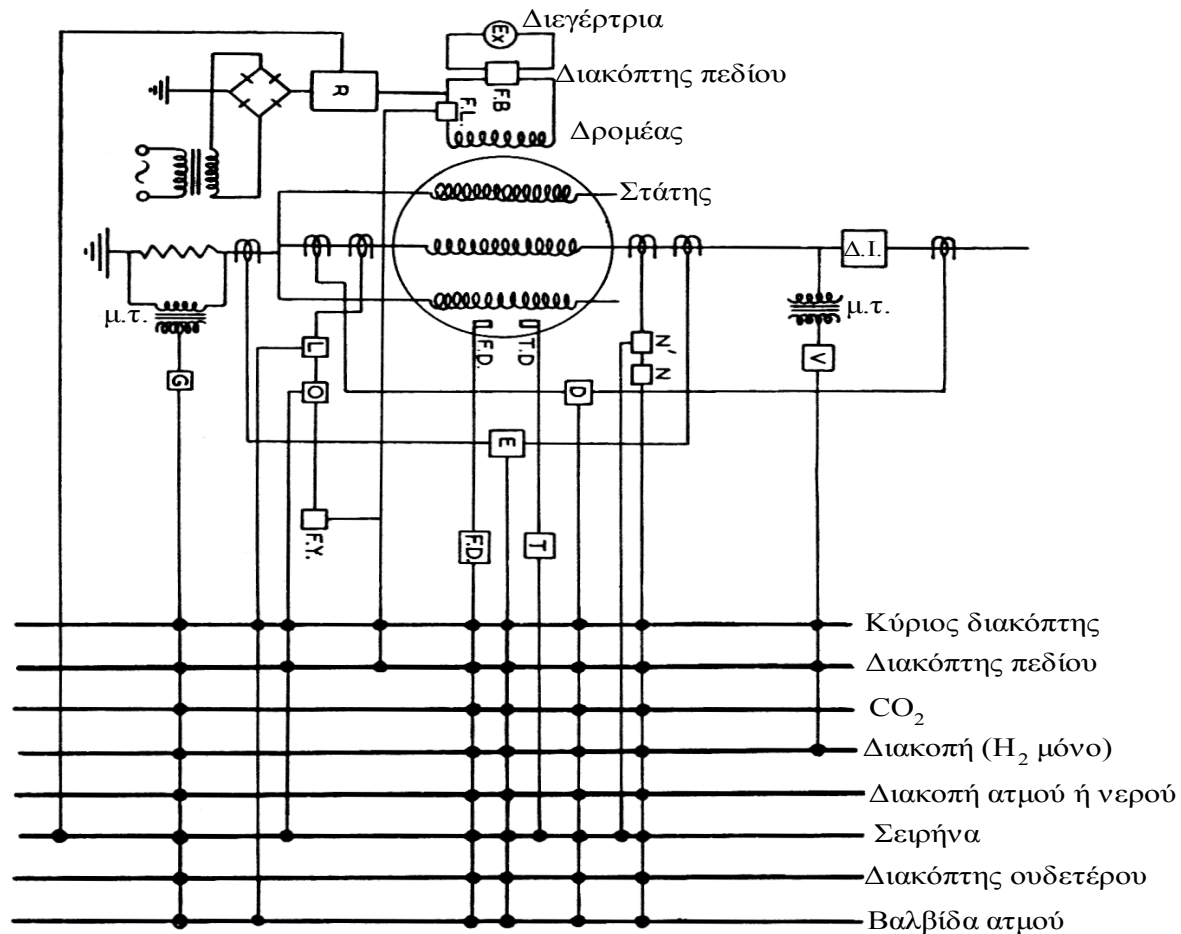 Διεγέρτρια
Ex
Διακόπτης πεδίου
F.B
R
F.L.
Δρομέας
Στάτης
Δ.Ι.
μ.τ.
μ.τ.
F.D.
T.D
L
N'
V
G
O
N
D
E
F.Y.
F.D.
T
Κύριος διακόπτης
Διακόπτης πεδίου
CO2
Διακοπή (H2 μόνο)
Διακοπή ατμού ή νερού
Σειρήνα
Διακόπτης ουδετέρου
Βαλβίδα ατμού